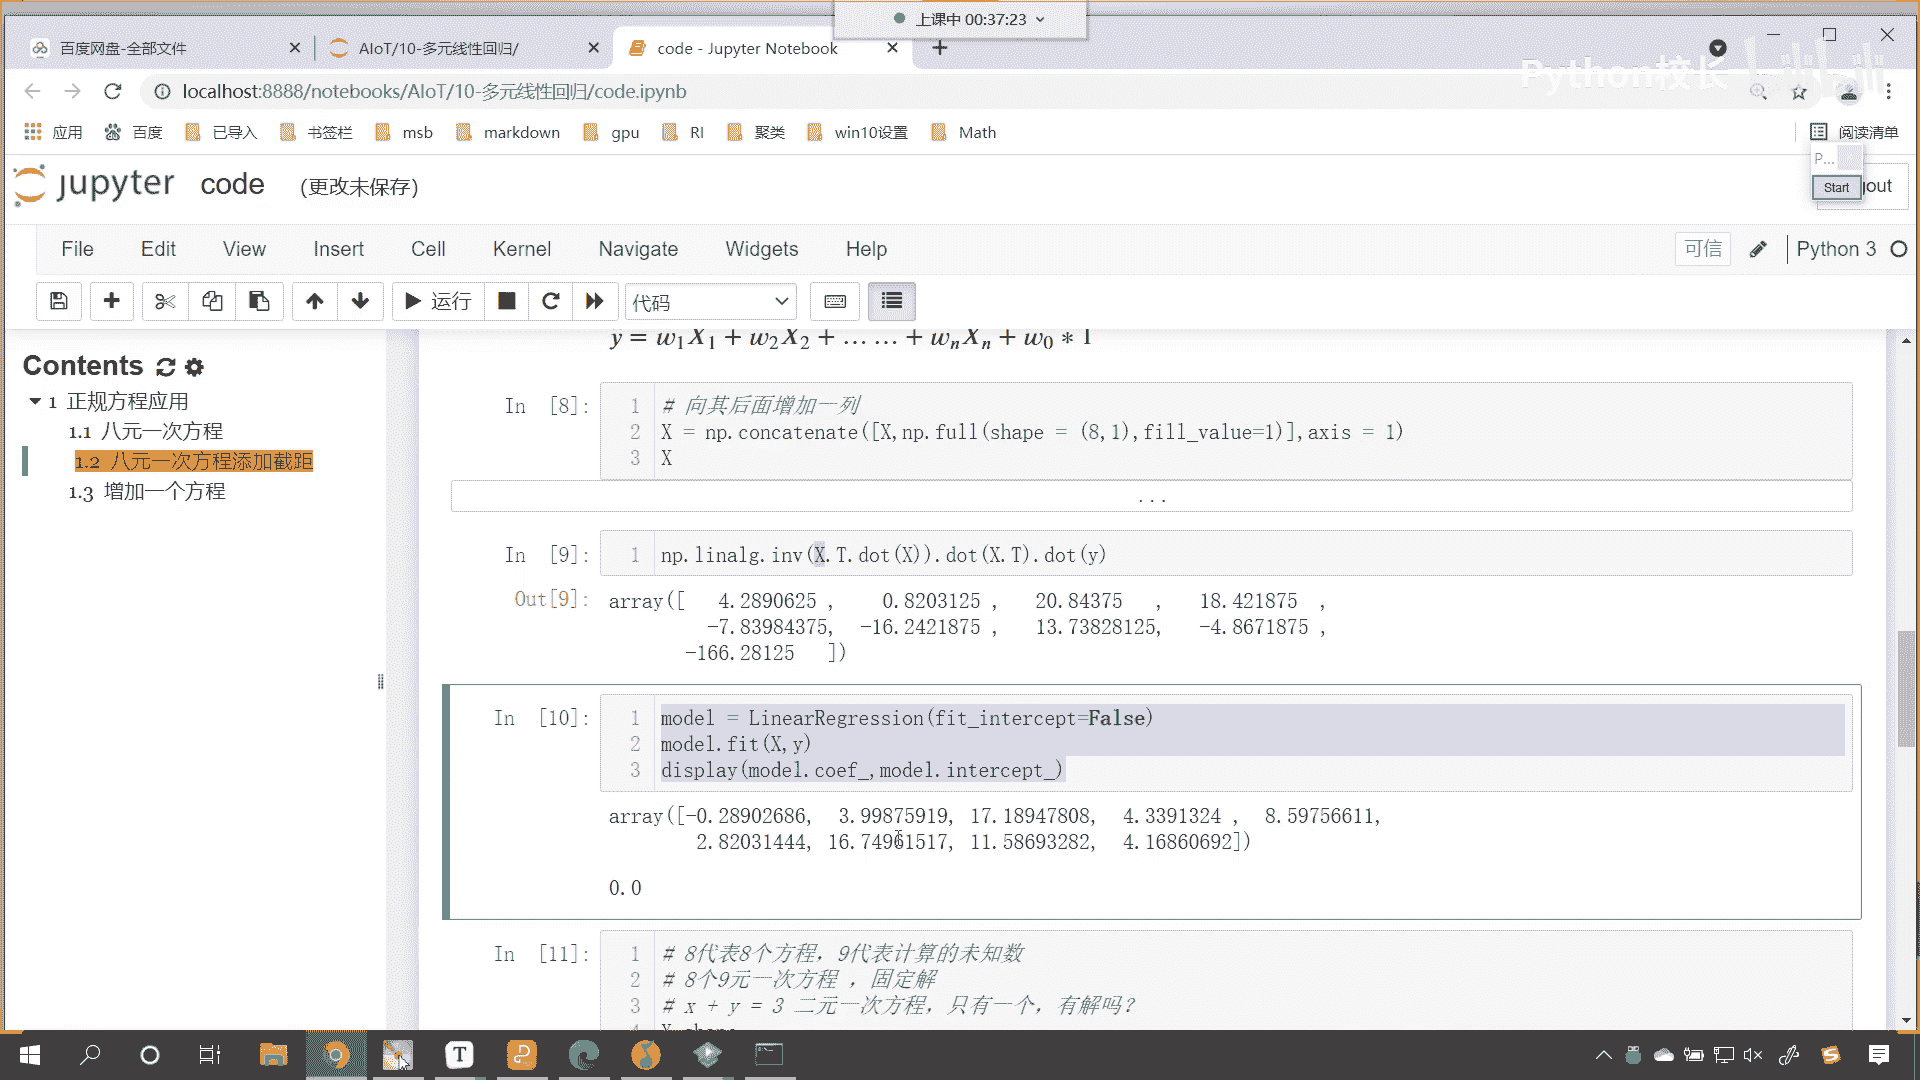 上课中 00:37:23
百度网盘-全部文件
AIoT/10-多元线性回归/
code - Jupyter Notebook
Python校长
localhost:8888/notebooks/AIoT/10-多元线性回归/code.ipynb
应用 百度 已导入 书签栏 msb markdown gpu RI 聚类 win10设置 Math 阅读清单
P...
Start
jupyter code (更改未保存)
out
File Edit View Insert Cell Kernel Navigate Widgets Help 可信 Python 3
运行 代码
Contents
1 正规方程应用
1.1 八元一次方程
1.2 八元一次方程添加截距
1.3 增加一个方程
y = w1X1 + w2X2 + … … + wnXn + w0 * 1
In [8]:
1 # 向其后面增加一列
2 X = np.concatenate([X,np.full(shape = (8,1),fill_value=1)],axis = 1)
3 X
...
In [9]:
1 np.linalg.inv(X.T.dot(X)).dot(X.T).dot(y)
Out[9]: array([ 4.2890625 , 0.8203125 , 20.84375 , 18.421875 ,
-7.83984375, -16.2421875 , 13.73828125, -4.8671875 ,
-166.28125 ])
In [10]:
1 model = LinearRegression(fit_intercept=False)
2 model.fit(X,y)
3 display(model.coef_,model.intercept_)
array([-0.28902686, 3.99875919, 17.18947808, 4.3391324 , 8.59756611,
2.82031444, 16.74961517, 11.58693282, 4.16860692])
0.0
In [11]:
1 # 8代表8个方程，9代表计算的未知数
2 # 8个9元一次方程 ，固定解
3 # x + y = 3 二元一次方程，只有一个，有解吗？
4 X.shape